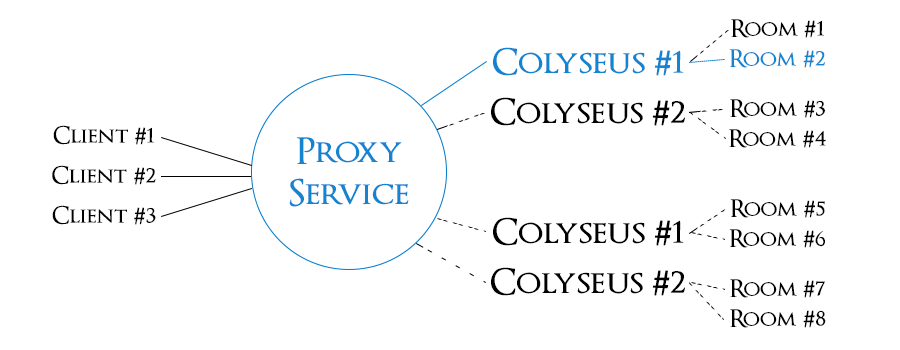 Client #1
Client #2
Client #3
Proxy
Service
Colyseus #1
Room #1
Room #2
Colyseus #2
Room #3
Room #4
Colyseus #1
Room #5
Room #6
Colyseus #2
Room #7
Room #8